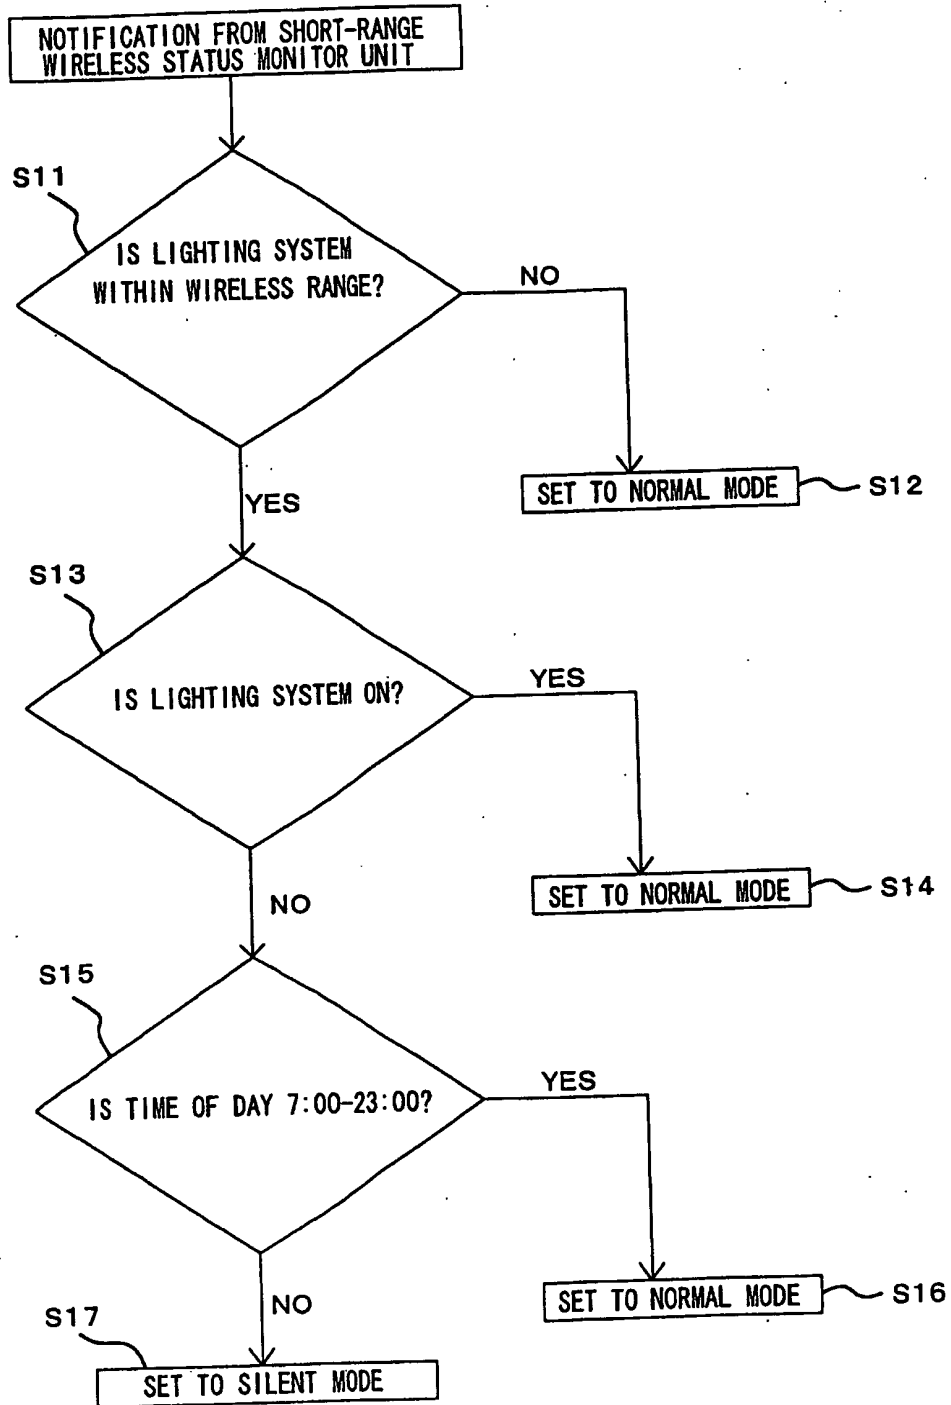 NOTIFICATION FROM SHORT-RANGE
WIRELESS STATUS MONITOR UNIT
S11
IS LIGHTING SYSTEM
WITHIN WIRELESS RANGE?
NO
SET TO NORMAL MODE
S12
YES
S13
IS LIGHTING SYSTEM ON?
YES
SET TO NORMAL MODE
S14
NO
S15
IS TIME OF DAY 7:00-23:00?
YES
SET TO NORMAL MODE
S16
NO
S17
SET TO SILENT MODE